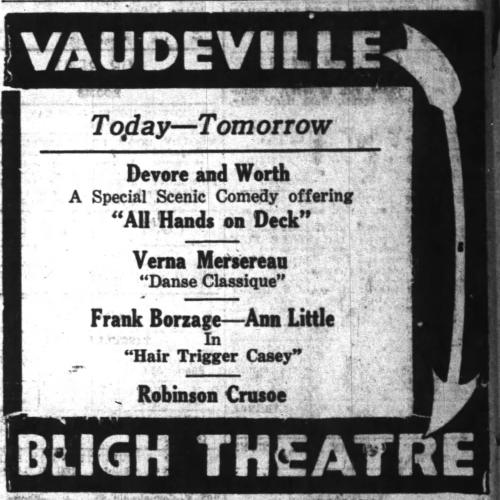 VAUDEVILLE
Today—Tomorrow
Devore and Worth
A Special Scenic Comedy offering
“All Hands on Deck”
Verna Mersereau
“Danse Classique”
Frank Borzage—Ann Little
In
“Hair Trigger Casey”
Robinson Crusoe
BLIGH THEATRE